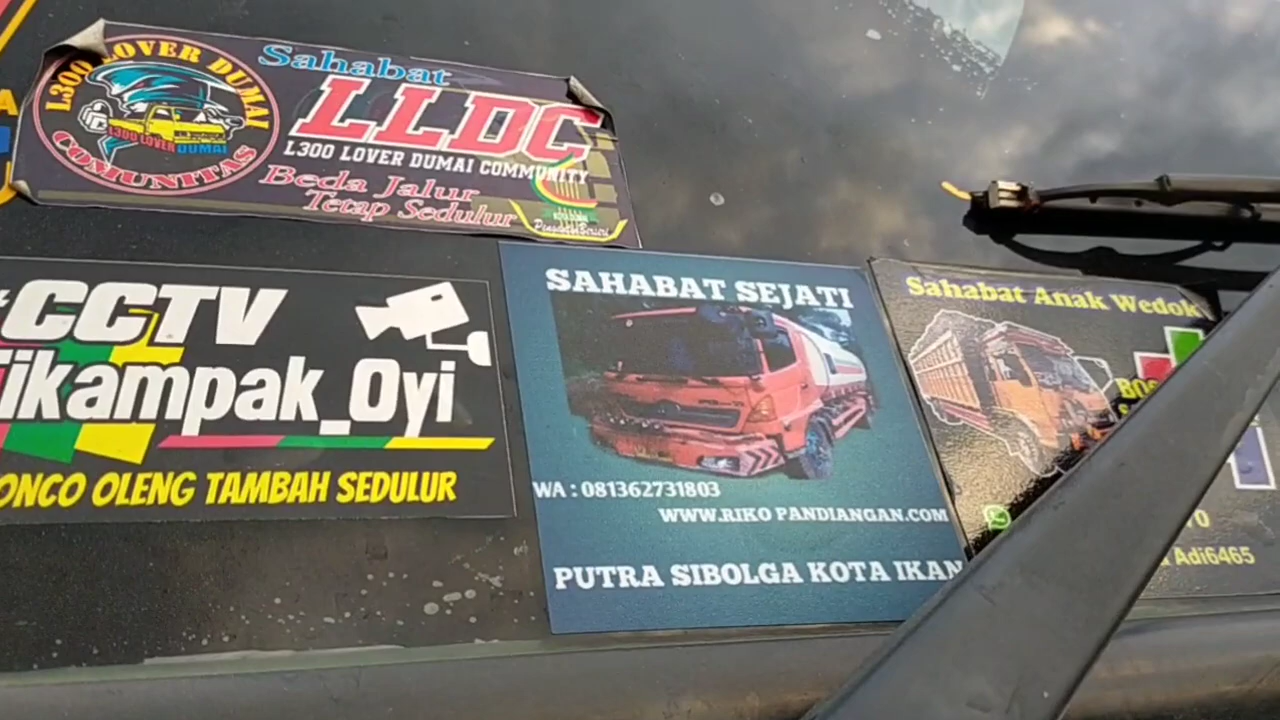 L300 LOVER DUMAI
L300 LOVER DUMAI
COMUNITAS
Sahabat
LLDC
L300 LOVER DUMAI COMMUNITY
Beda Jalur
Tetap Sedulur
CCTV
Tikampak_Oyi
ONCO OLENG TAMBAH SEDULUR
SAHABAT SEJATI
WA : 081362731803
WWW.RIKO PANDIANGAN.COM
PUTRA SIBOLGA KOTA IKAN
Sahabat Anak Wedok
Adi6465